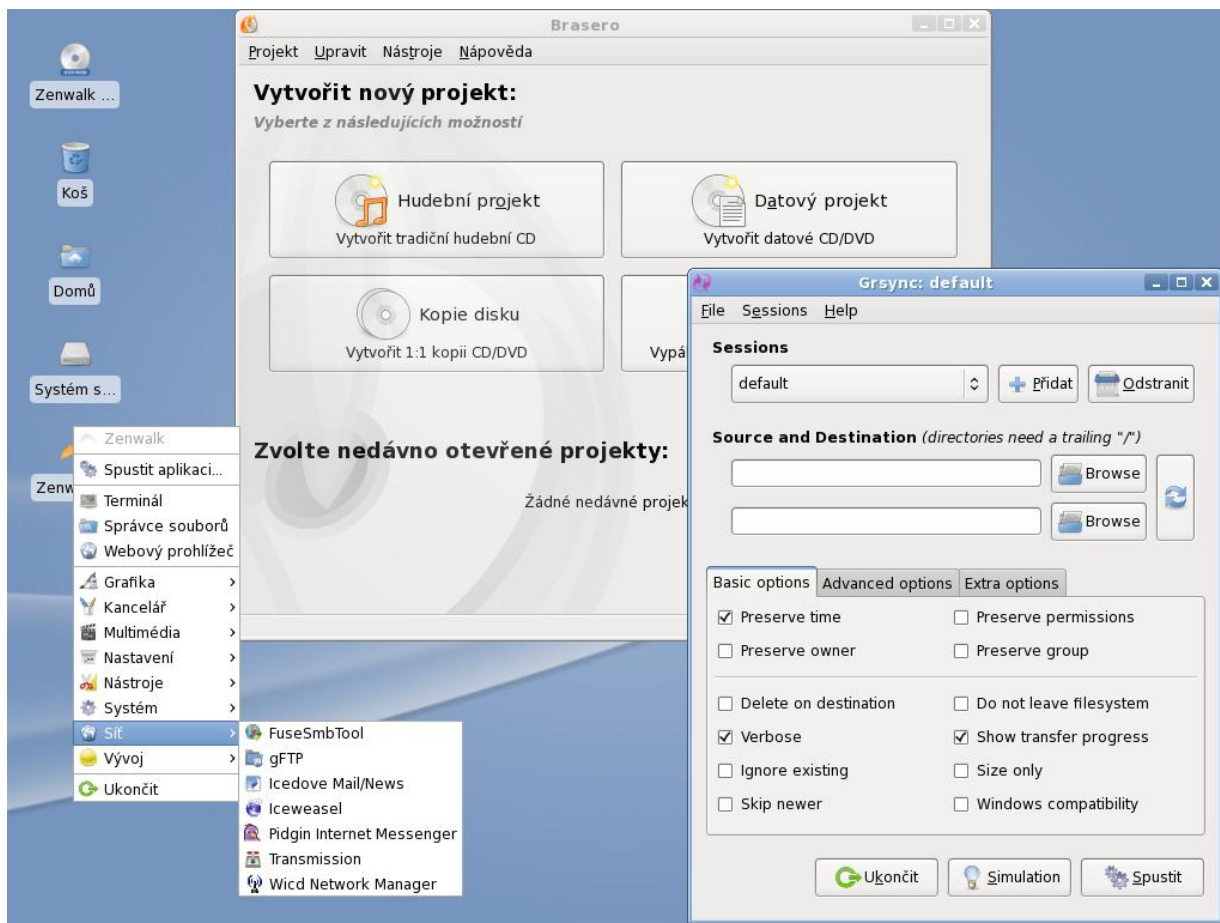 Zenwalk ...
Koš
Domů
Systém s...
Zenw
Brasero
Projekt Upravit Nástroje Nápověda
Vytvořit nový projekt:
Vyberte z následujících možností
Hudební projekt
Vytvořit tradiční hudební CD
Datový projekt
Vytvořit datové CD/DVD
Kopie disku
Vytvořit 1:1 kopii CD/DVD
Vypál
Zvolte nedávno otevřené projekty:
Žádné nedávné projek
Zenwalk
Spustit aplikaci...
Terminál
Správce souborů
Webový prohlížeč
Grafika
Kancelář
Multimédia
Nastavení
Nástroje
Systém
Síť
Vývoj
Ukončit
FuseSmbTool
gFTP
Icedove Mail/News
Iceweasel
Pidgin Internet Messenger
Transmission
Wicd Network Manager
Grsync: default
File Sessions Help
Sessions
default Přidat Odstranit
Source and Destination (directories need a trailing "/")
Browse
Browse
Basic options Advanced options Extra options
Preserve time Preserve permissions
Preserve owner Preserve group
Delete on destination Do not leave filesystem
Verbose Show transfer progress
Ignore existing Size only
Skip newer Windows compatibility
Ukončit Simulation Spustit